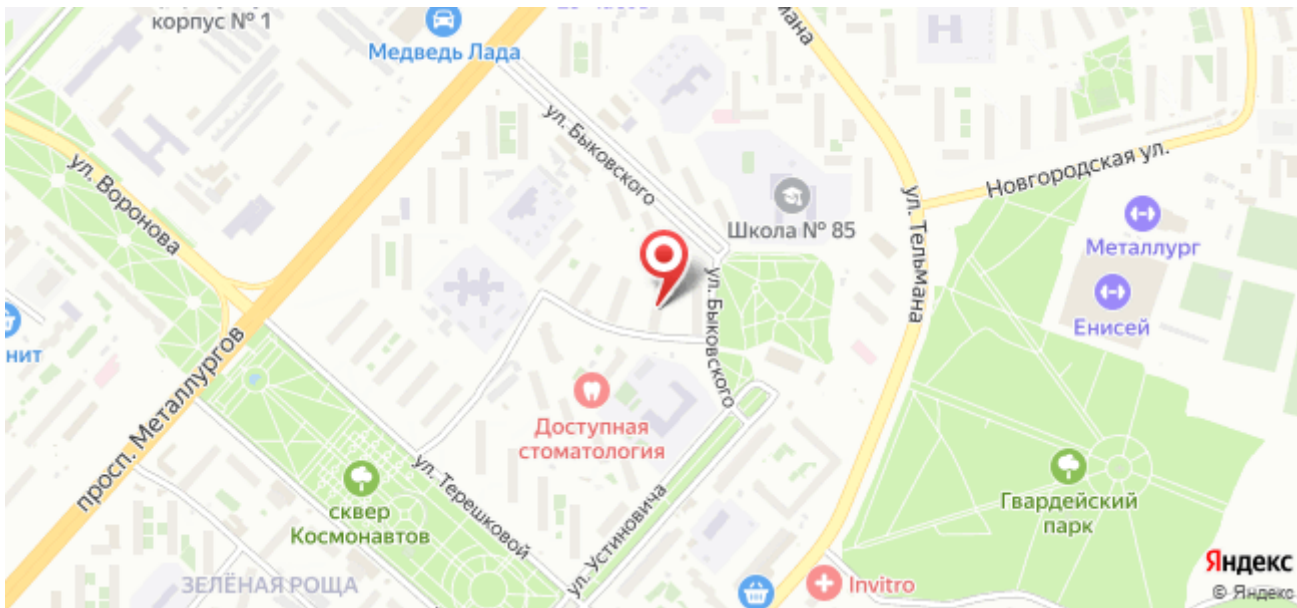 корпус № 1
Медведь Лада
Тельмана
ул. Быковского
ул. Воронова
Новгородская ул.
Школа № 85
ул. Тельмана
Металлург
Енисей
ул. Быковского
нит
просп. Металлургов
Доступная
стоматология
ул. Терешковой
сквер
Космонавтов
Гвардейский
парк
ул. Устиновича
ЗЕЛЁНАЯ РОЩА
Invitro
Яндекс
© Яндекс